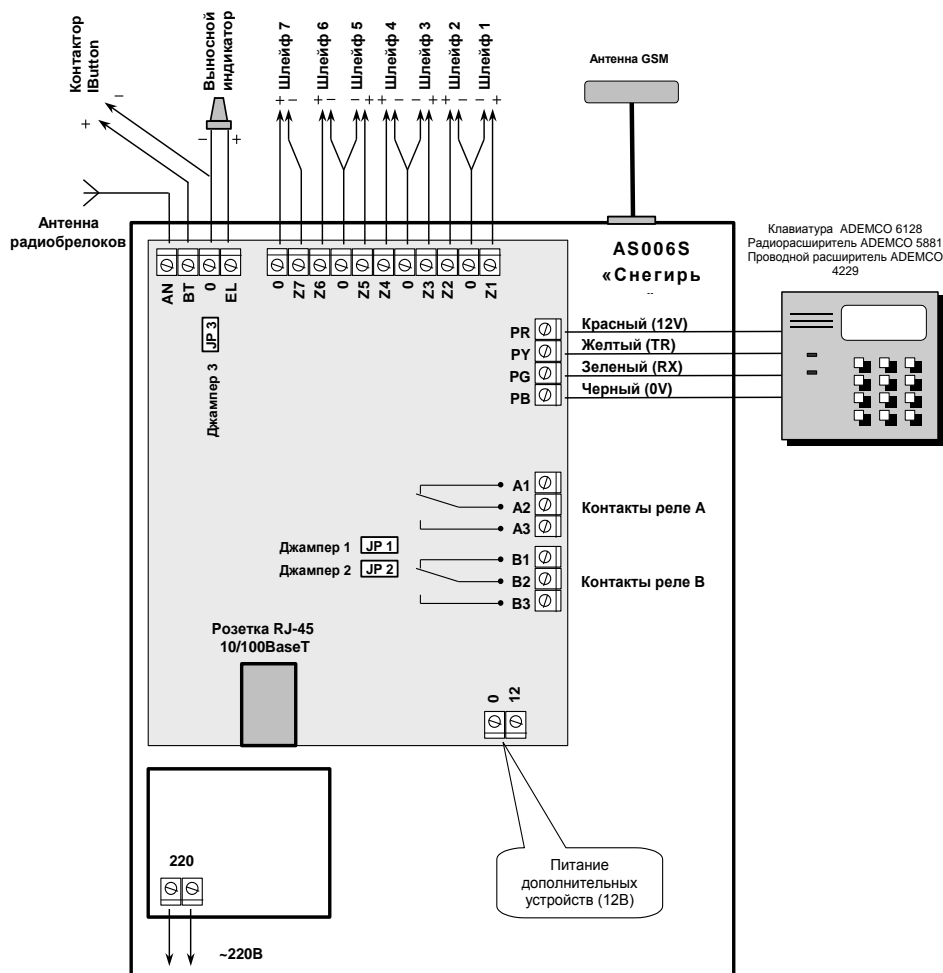 Контактор
IButton
Выносной
индикатор
Шлейф 7
Шлейф 6
Шлейф 5
Шлейф 4
Шлейф 3
Шлейф 2
Шлейф 1
– + – +
+ – + – – + + – – + + – – +
Антенна GSM
Антенна
радиобрелоков
AS006S
«Снегирь
Клавиатура ADEMCO 6128
Радиорасширитель ADEMCO 5881
Проводной расширитель ADEMCO
4229
AN BT 0 EL
0 Z7 Z6 0 Z5 Z4 0 Z3 Z2 0 Z1
Джампер 3 JP 3
PR Красный (12V)
PY Желтый (TR)
PG Зеленый (RX)
PB Черный (0V)
A1
A2 Контакты реле А
A3
Джампер 1 JP 1
Джампер 2 JP 2
B1
B2 Контакты реле В
B3
Розетка RJ-45
10/100BaseT
0 12
Питание
дополнительных
устройств (12В)
220
~220В